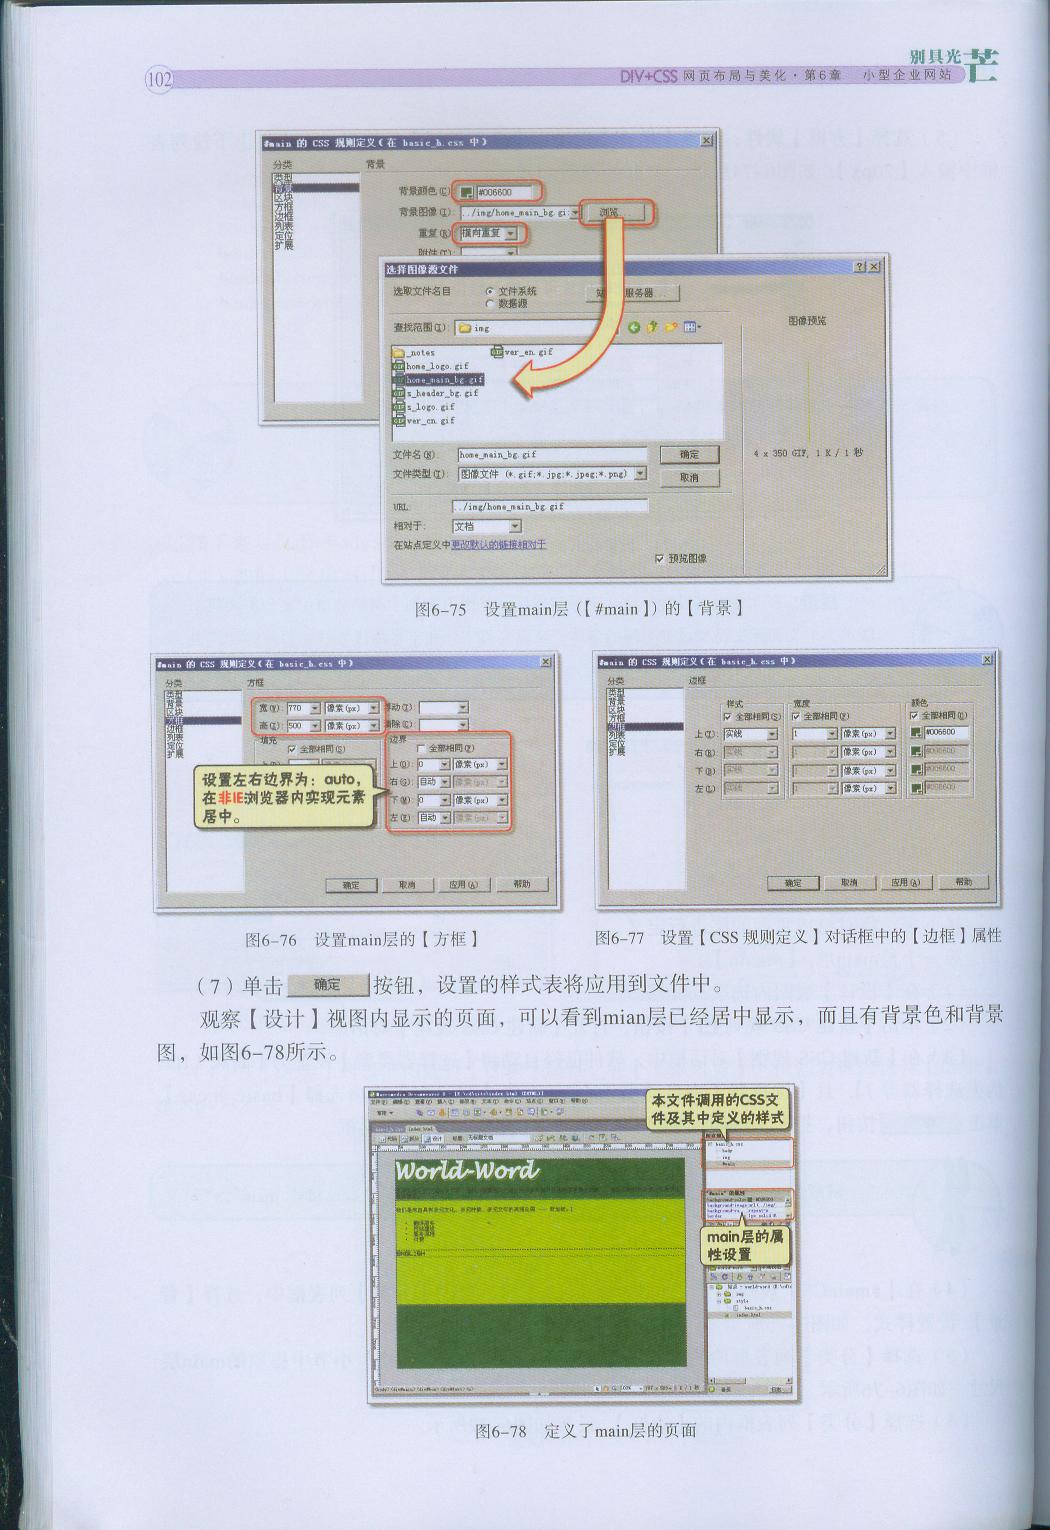 别具光芒
102
DIV+CSS 网页布局与美化·第6章 小型企业网站
#main 的 CSS 规则定义(在 basic_h.css 中)
分类
背景
类型
背景
区块
方框
边框
列表
定位
扩展
背景颜色(C): #006600
背景图像(I): ../img/home_main_bg.gi 浏览...
重复(R): 横向重复
附件(T):
选择图像源文件
选取文件名自 文件系统
数据源
查找范围(I): img
图像预览
_notes
ver_en.gif
home_logo.gif
home_main_bg.gif
s_header_bg.gif
s_logo.gif
ver_cn.gif
4 x 350 GIF, 1 K / 1 秒
文件名(N): home_main_bg.gif 确定
文件类型(T): 图像文件 (*.gif;*.jpg;*.jpeg;*.png) 取消
URL: ../img/home_main_bg.gif
相对于: 文档
在站点定义中更改默认的链接相对于
预览图像
图6-75 设置main层(【#main】)的【背景】
#main 的 CSS 规则定义(在 basic_h.css 中)
分类
方框
类型
背景
区块
方框
边框
列表
定位
扩展
宽(W): 770 像素(px) 浮动(T):
高(E): 500 像素(px) 清除(C):
填充 边界
全部相同(S) 全部相同(F)
上(O): 0 像素(px)
右(G): 自动 像素(px)
下(M): 0 像素(px)
左(E): 自动 像素(px)
设置左右边界为:auto,
在非IE浏览器内实现元素
居中。
确定 取消 应用(A) 帮助
#main 的 CSS 规则定义(在 basic_h.css 中)
分类
边框
类型
背景
区块
方框
边框
列表
定位
扩展
样式 宽度 颜色
全部相同(S) 全部相同(F) 全部相同(U)
上(T): 实线 1 像素(px) #006600
右(R): 实线 1 像素(px) #006600
下(B): 实线 1 像素(px) #006600
左(L): 实线 1 像素(px) #006600
确定 取消 应用(A) 帮助
图6-76 设置main层的【方框】
图6-77 设置【CSS 规则定义】对话框中的【边框】属性
(7)单击 确定 按钮,设置的样式表将应用到文件中。
观察【设计】视图内显示的页面,可以看到mian层已经居中显示,而且有背景色和背景
图,如图6-78所示。
本文件调用的CSS文
件及其中定义的样式
World-Word
main层的属
性设置
图6-78 定义了main层的页面